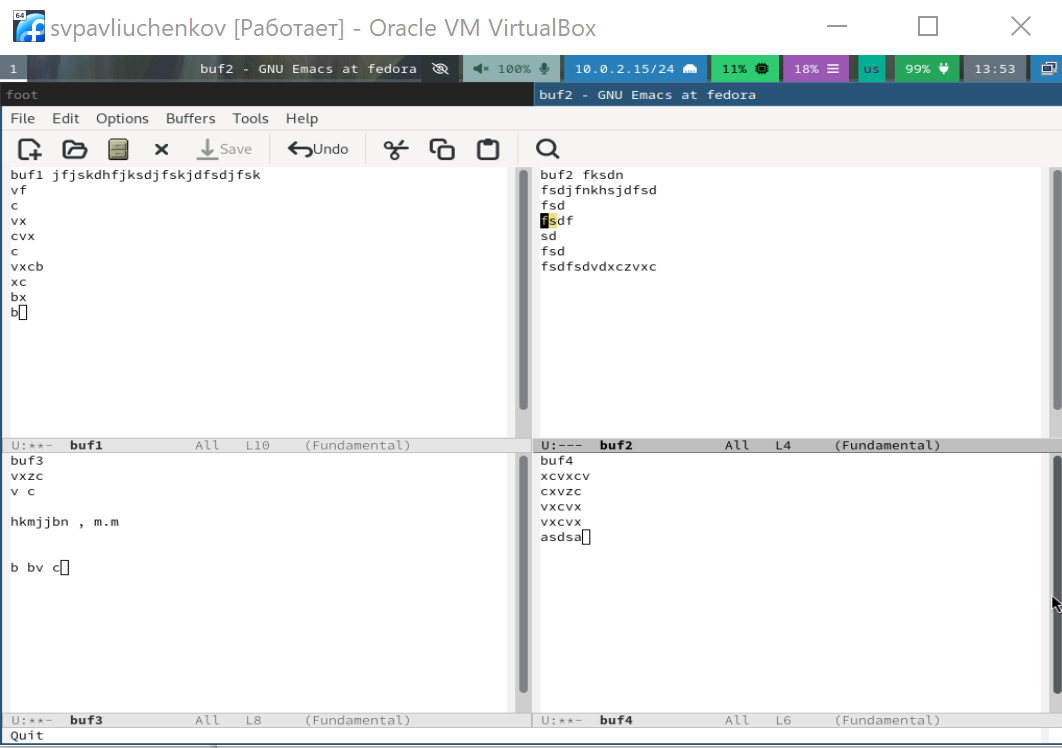 64
svpavliuchenkov [Работает] - Oracle VM VirtualBox
1 buf2 - GNU Emacs at fedora 100% 10.0.2.15/24 11% 18% us 99% 13:53
foot buf2 - GNU Emacs at fedora
File Edit Options Buffers Tools Help
Save Undo
buf1 jfjskdhfjksdjfskjdfsdjfsk
vf
c
vx
cvx
c
vxcb
xc
bx
b
U:**- buf1 All L10 (Fundamental)
buf2 fksdn
fsdjfnkhsjdfsd
fsd
fsdf
sd
fsd
fsdfsdvdxczvxc
U:--- buf2 All L4 (Fundamental)
buf3
vxzc
v c
hkmjjbn , m.m
b bv c
U:**- buf3 All L8 (Fundamental)
buf4
xcvxcv
cxvzc
vxcvx
vxcvx
asdsa
U:**- buf4 All L6 (Fundamental)
Quit